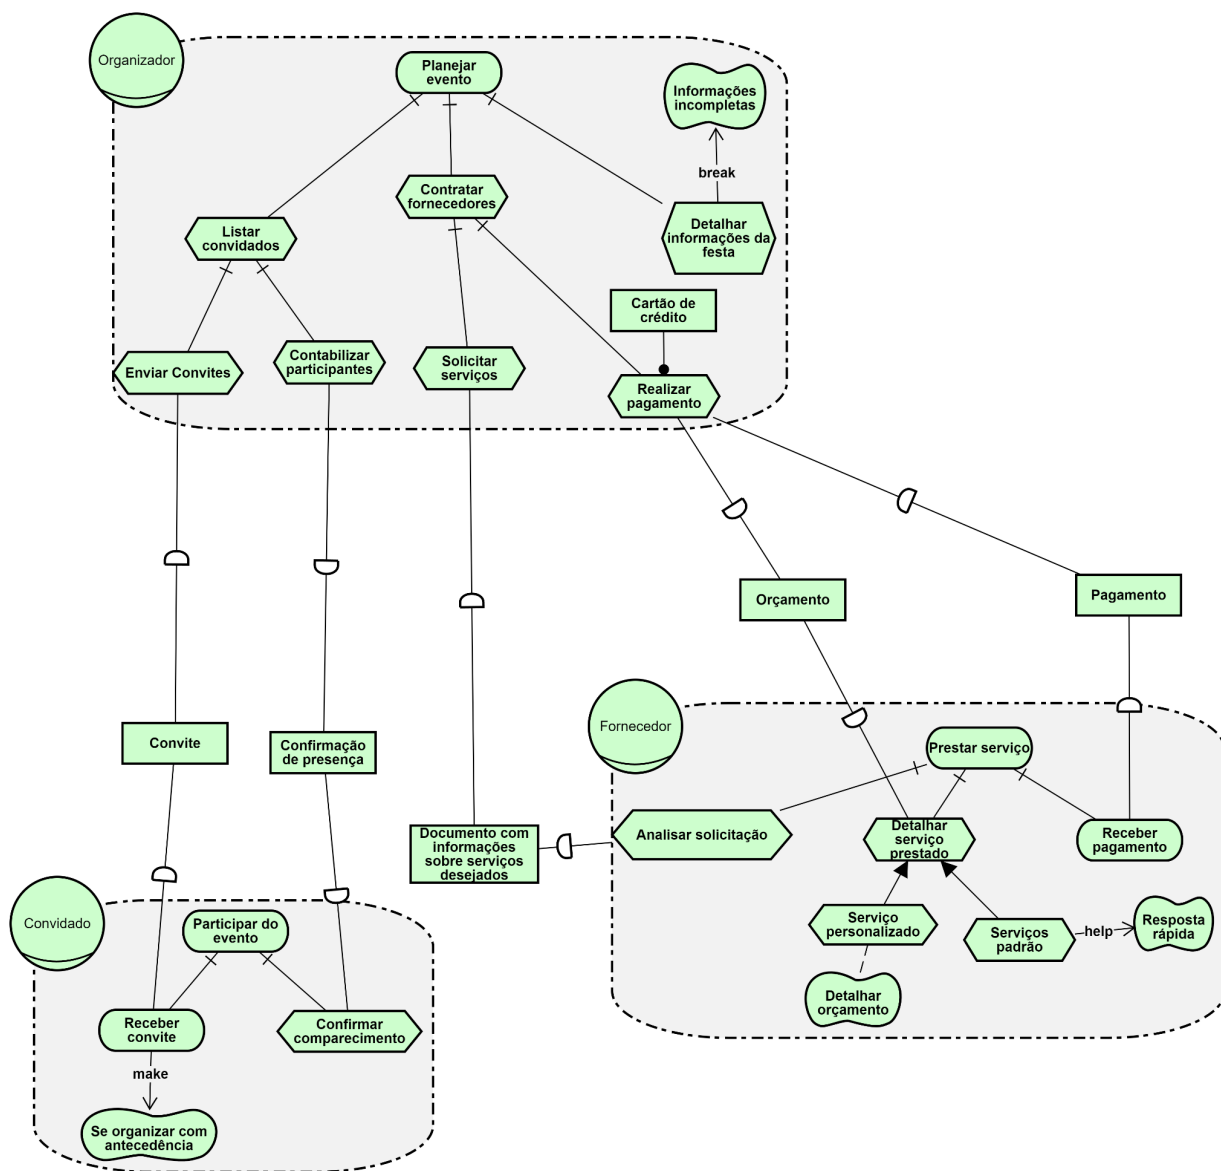 Organizador
Planejar
evento
Informações
incompletas
break
Contratar
fornecedores
Listar
convidados
Detalhar
informações da
festa
Cartão de
crédito
Enviar Convites
Contabilizar
participantes
Solicitar
serviços
Realizar
pagamento
Orçamento
Pagamento
Fornecedor
Convite
Confirmação
de presença
Prestar serviço
Documento com
informações
sobre serviços
desejados
Analisar solicitação
Detalhar
serviço
prestado
Receber
pagamento
Convidado
Participar do
evento
Serviço
personalizado
Serviços
padrão
help
Resposta
rápida
Detalhar
orçamento
Receber
convite
Confirmar
comparecimento
make
Se organizar com
antecedência